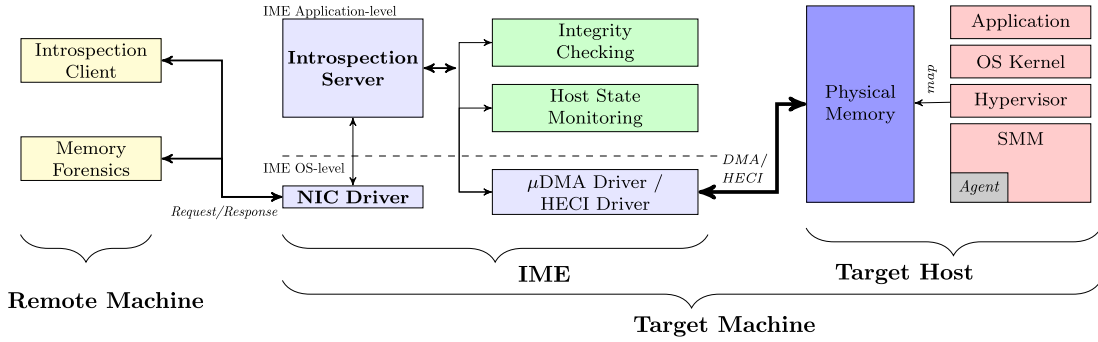 IME Application-level
Introspection
Client
Introspection
Server
Integrity
Checking
Host State
Monitoring
Memory
Forensics
IME OS-level
NIC Driver
Request/Response
μDMA Driver /
HECI Driver
DMA/
HECI
Physical
Memory
map
Application
OS Kernel
Hypervisor
SMM
Agent
Remote Machine
IME
Target Host
Target Machine